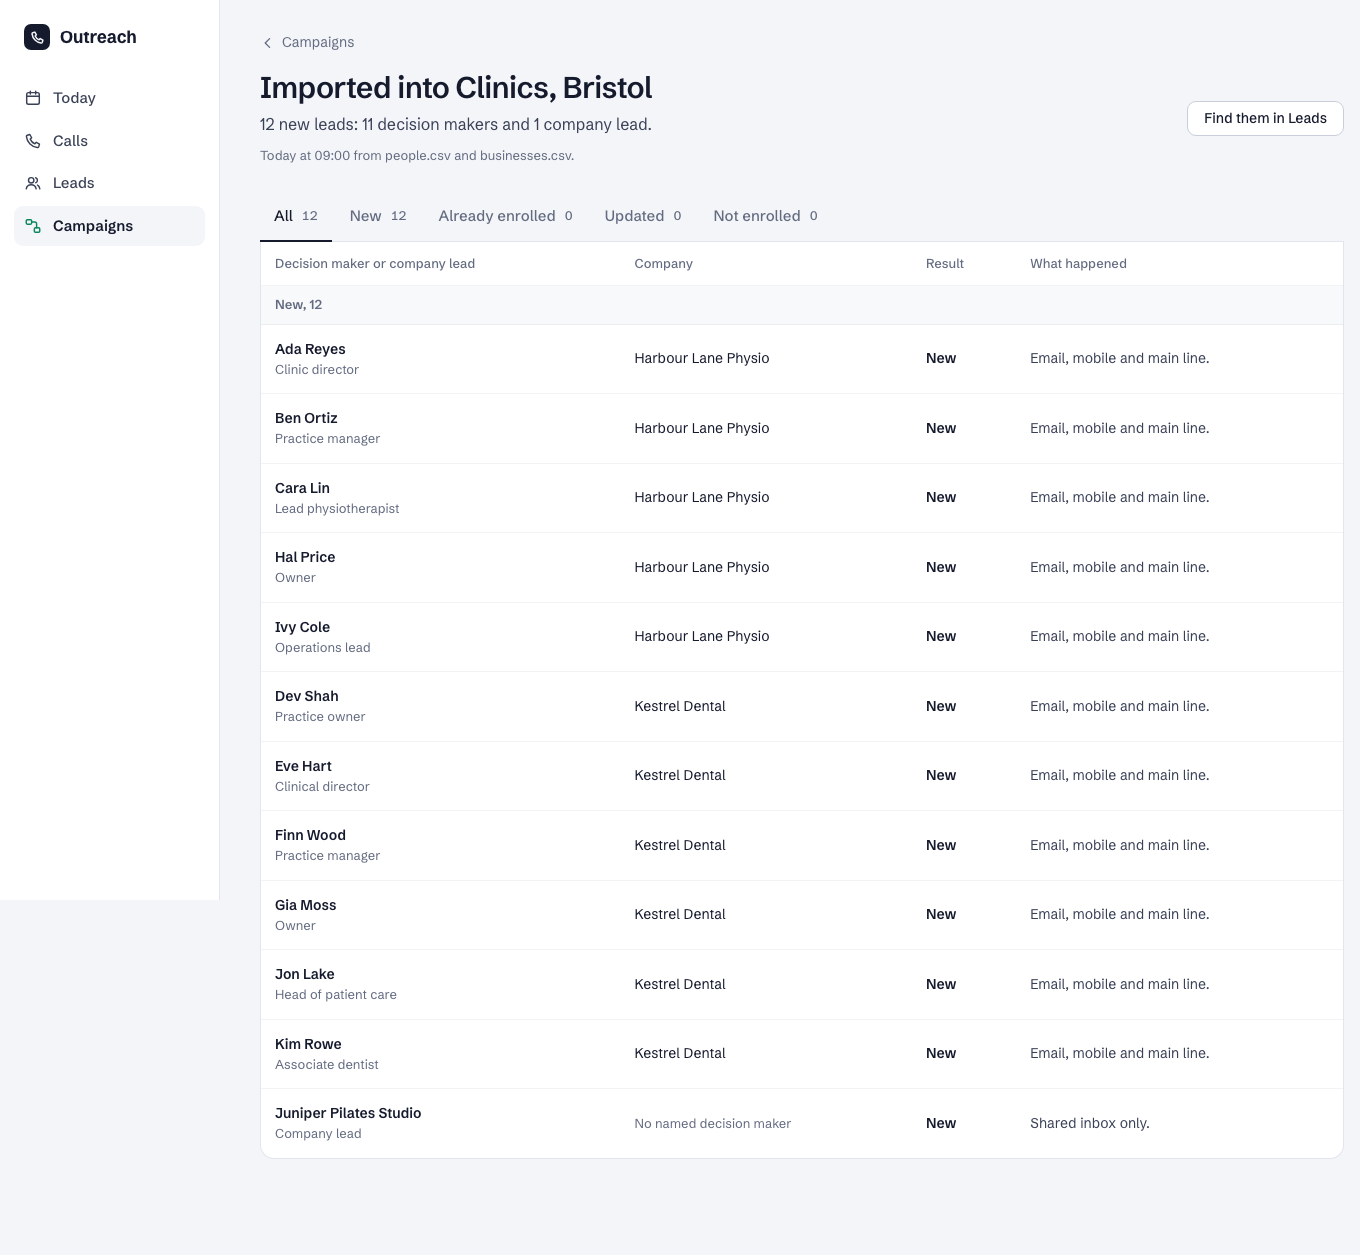 Outreach
Today
Calls
Leads
Campaigns
Campaigns
Imported into Clinics, Bristol
12 new leads: 11 decision makers and 1 company lead.
Today at 09:00 from people.csv and businesses.csv.
Find them in Leads
All 12 New 12 Already enrolled 0 Updated 0 Not enrolled 0
Decision maker or company lead Company Result What happened
New, 12
Ada Reyes
Clinic director
Harbour Lane Physio New Email, mobile and main line.
Ben Ortiz
Practice manager
Harbour Lane Physio New Email, mobile and main line.
Cara Lin
Lead physiotherapist
Harbour Lane Physio New Email, mobile and main line.
Hal Price
Owner
Harbour Lane Physio New Email, mobile and main line.
Ivy Cole
Operations lead
Harbour Lane Physio New Email, mobile and main line.
Dev Shah
Practice owner
Kestrel Dental New Email, mobile and main line.
Eve Hart
Clinical director
Kestrel Dental New Email, mobile and main line.
Finn Wood
Practice manager
Kestrel Dental New Email, mobile and main line.
Gia Moss
Owner
Kestrel Dental New Email, mobile and main line.
Jon Lake
Head of patient care
Kestrel Dental New Email, mobile and main line.
Kim Rowe
Associate dentist
Kestrel Dental New Email, mobile and main line.
Juniper Pilates Studio
Company lead
No named decision maker New Shared inbox only.